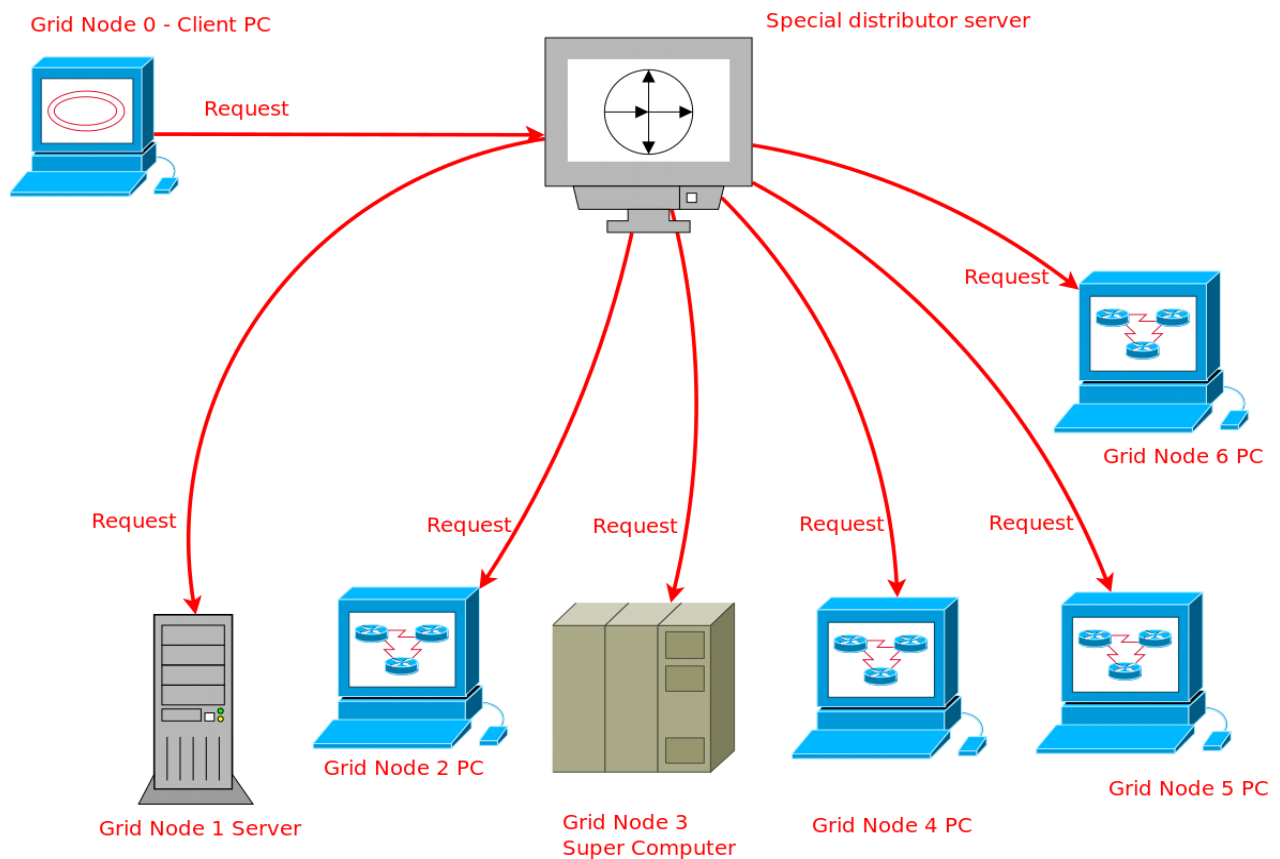 Grid Node 0 - Client PC
Special distributor server
Request
Request
Grid Node 6 PC
Request
Request
Request
Request
Request
Grid Node 2 PC
Grid Node 5 PC
Grid Node 1 Server
Grid Node 3
Super Computer
Grid Node 4 PC